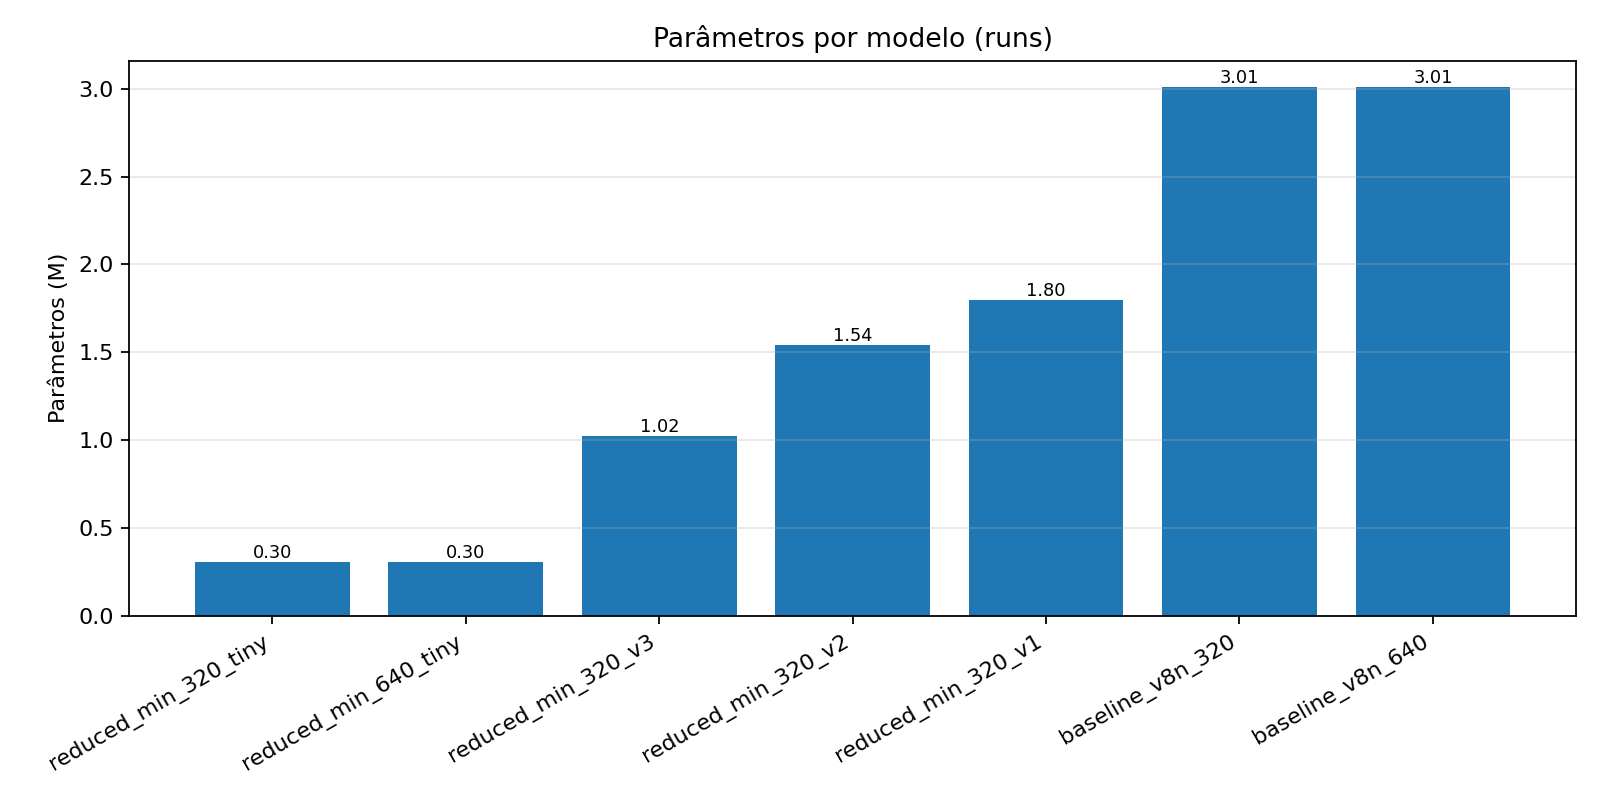 Parâmetros por modelo (runs)
Parâmetros (M)
3.0
2.5
2.0
1.5
1.0
0.5
0.0
0.30
0.30
1.02
1.54
1.80
3.01
3.01
reduced_min_320_tiny
reduced_min_640_tiny
reduced_min_320_v3
reduced_min_320_v2
reduced_min_320_v1
baseline_v8n_320
baseline_v8n_640